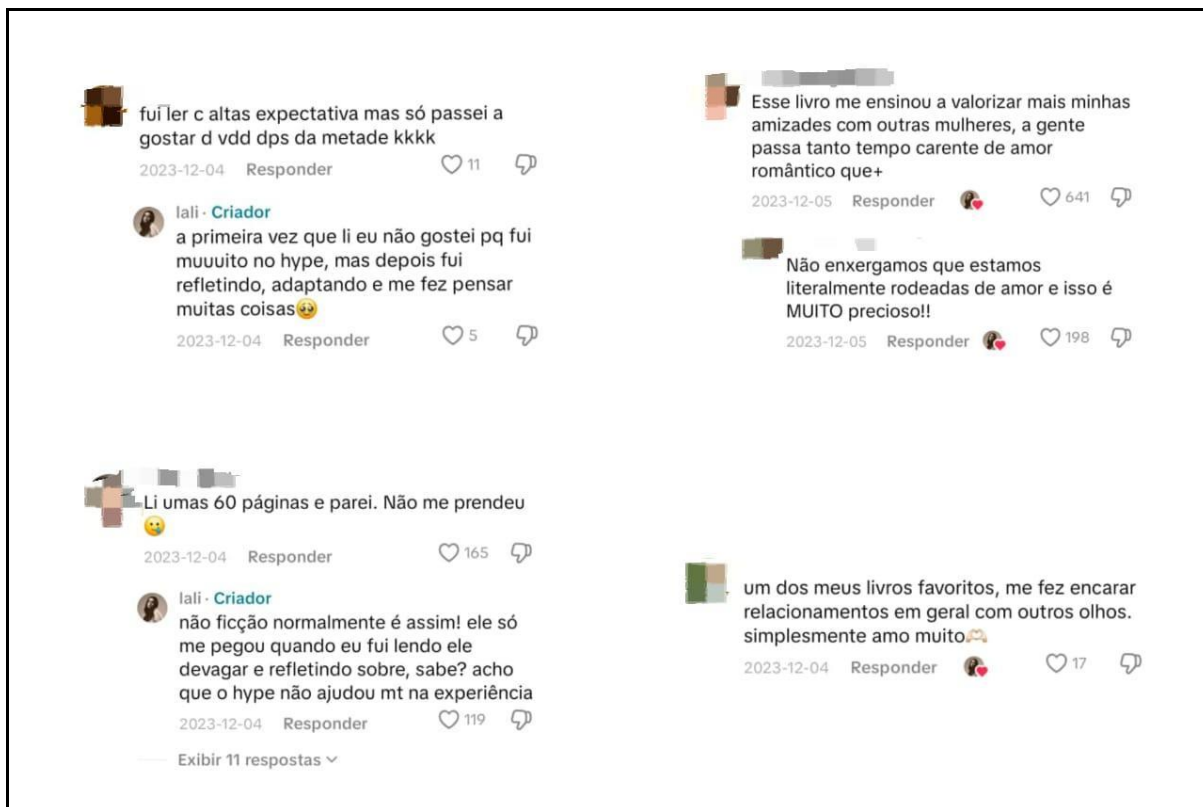 fui ler c altas expectativa mas só passei a
gostar d vdd dps da metade kkkk
2023-12-04 Responder 11
lali · Criador
a primeira vez que li eu não gostei pq fui
muuuito no hype, mas depois fui
refletindo, adaptando e me fez pensar
muitas coisas🥹
2023-12-04 Responder 5
Li umas 60 páginas e parei. Não me prendeu
🥲
2023-12-04 Responder 165
lali · Criador
não ficção normalmente é assim! ele só
me pegou quando eu fui lendo ele
devagar e refletindo sobre, sabe? acho
que o hype não ajudou mt na experiência
2023-12-04 Responder 119
Exibir 11 respostas
Esse livro me ensinou a valorizar mais minhas
amizades com outras mulheres, a gente
passa tanto tempo carente de amor
romântico que+
2023-12-05 Responder 641
Não enxergamos que estamos
literalmente rodeadas de amor e isso é
MUITO precioso!!
2023-12-05 Responder 198
um dos meus livros favoritos, me fez encarar
relacionamentos em geral com outros olhos.
simplesmente amo muito🫶🏻
2023-12-04 Responder 17